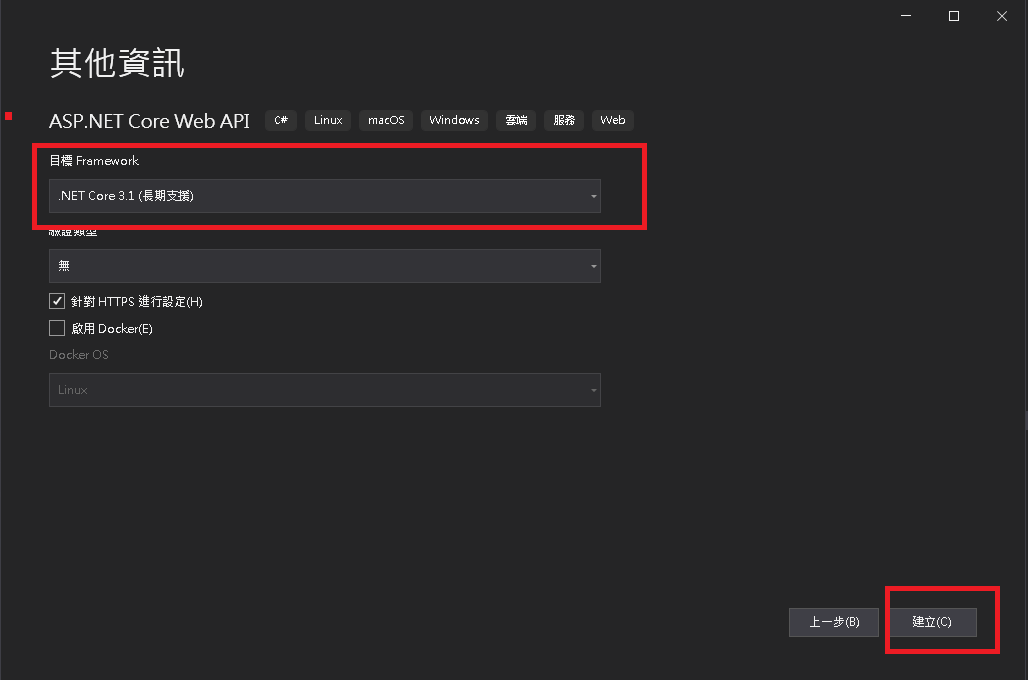 其他資訊
ASP.NET Core Web API C# Linux macOS Windows 雲端 服務 Web
目標 Framework
.NET Core 3.1 (長期支援)
驗證類型
無
針對 HTTPS 進行設定(H)
啟用 Docker(E)
Docker OS
Linux
上一步(B) 建立(C)